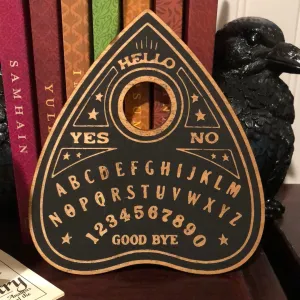 HELLO
YES NO
ABCDEFGHIJKLM
NOPQRSTUVWXYZ
1234567890
GOOD BYE
SAMHAIN
YULE